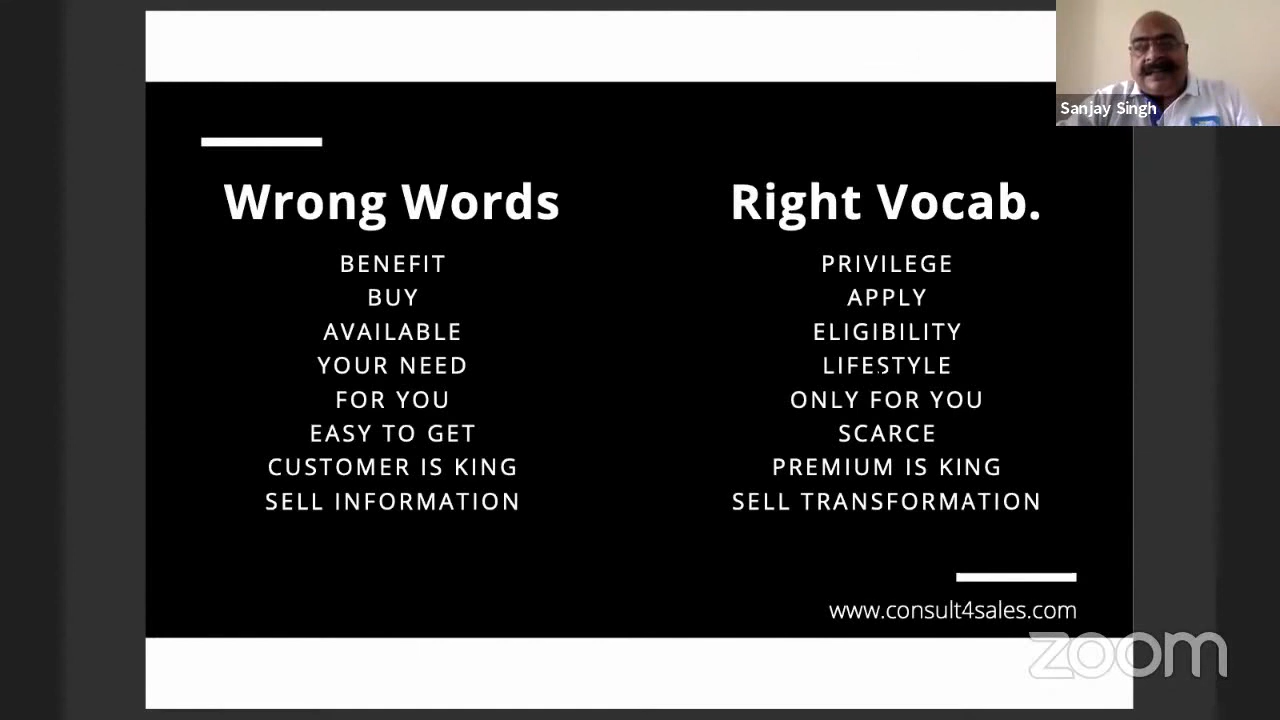 Sanjay Singh
Wrong Words
BENEFIT
BUY
AVAILABLE
YOUR NEED
FOR YOU
EASY TO GET
CUSTOMER IS KING
SELL INFORMATION
Right Vocab.
PRIVILEGE
APPLY
ELIGIBILITY
LIFESTYLE
ONLY FOR YOU
SCARCE
PREMIUM IS KING
SELL TRANSFORMATION
www.consult4sales.com
zoom